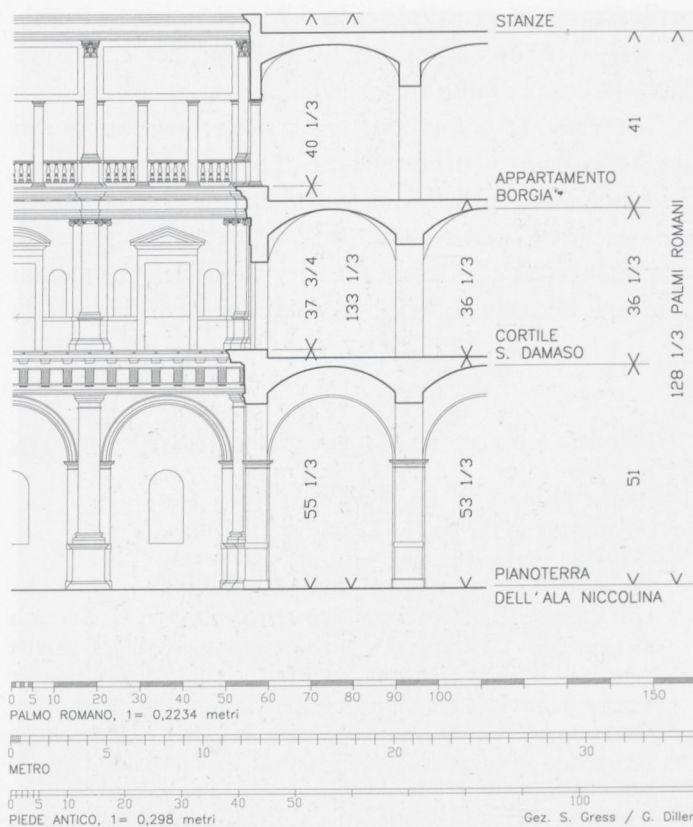 STANZE
40 1/3
41
APPARTAMENTO
BORGIA
37 3/4
133 1/3
36 1/3
36 1/3
128 1/3 PALMI ROMANI
CORTILE
S. DAMASO
55 1/3
53 1/3
51
PIANOTERRA
DELL'ALA NICCOLINA
0 5 10 20 30 40 50 60 70 80 90 100 150
PALMO ROMANO, 1= 0,2234 metri
0 5 10 20 30
METRO
0 5 10 20 30 40 50 100
PIEDE ANTICO, 1= 0,298 metri
Gez. S. Gress / G. Diller